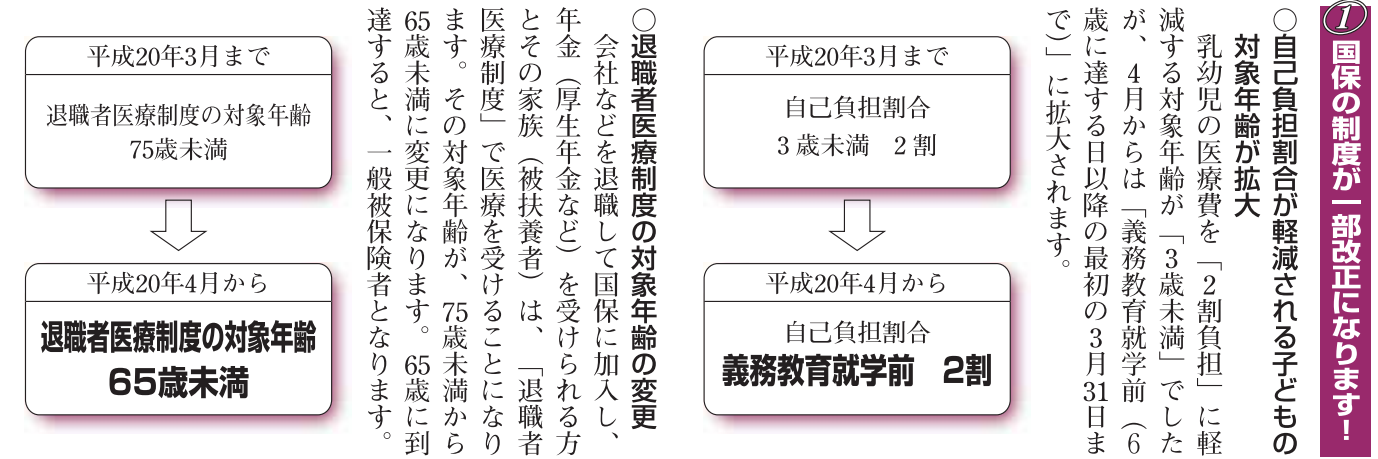 ① 国保の制度が一部改正になります！
○自己負担割合が軽減される子どもの
対象年齢が拡大
乳幼児の医療費を「2割負担」に軽
減する対象年齢が「3歳未満」でした
が、4月からは「義務教育就学前（6
歳に達する日以降の最初の3月31日ま
で）」に拡大されます。
平成20年3月まで
自己負担割合
3歳未満　2割
平成20年4月から
自己負担割合
義務教育就学前　2割
○退職者医療制度の対象年齢の変更
会社などを退職して国保に加入し、
年金（厚生年金など）を受けられる方
とその家族（被扶養者）は、「退職者
医療制度」で医療を受けることになり
ます。その対象年齢が、75歳未満から
65歳未満に変更になります。65歳に到
達すると、一般被保険者となります。
平成20年3月まで
退職者医療制度の対象年齢
75歳未満
平成20年4月から
退職者医療制度の対象年齢
65歳未満